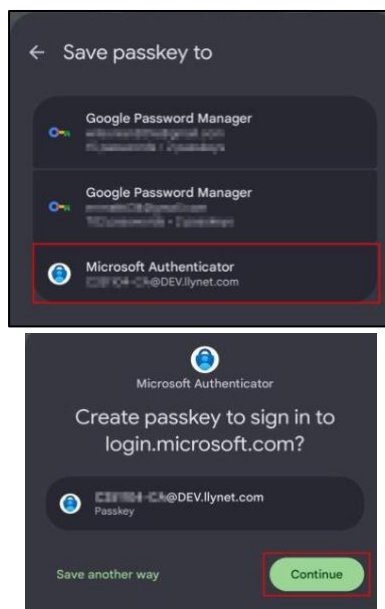 Save passkey to
Google Password Manager
Google Password Manager
Microsoft Authenticator
@DEV.llynet.com
Microsoft Authenticator
Create passkey to sign in to
login.microsoft.com?
@DEV.llynet.com
Passkey
Save another way
Continue